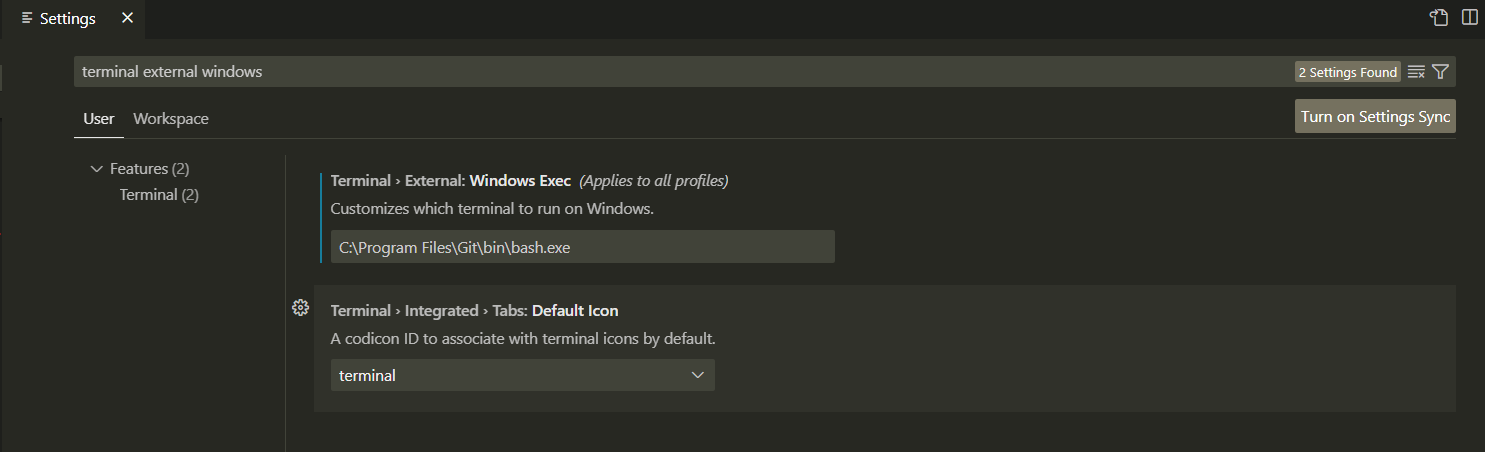 Settings
terminal external windows
2 Settings Found
User Workspace
Turn on Settings Sync
Features (2)
Terminal (2)
Terminal › External: Windows Exec (Applies to all profiles)
Customizes which terminal to run on Windows.
C:\Program Files\Git\bin\bash.exe
Terminal › Integrated › Tabs: Default Icon
A codicon ID to associate with terminal icons by default.
terminal